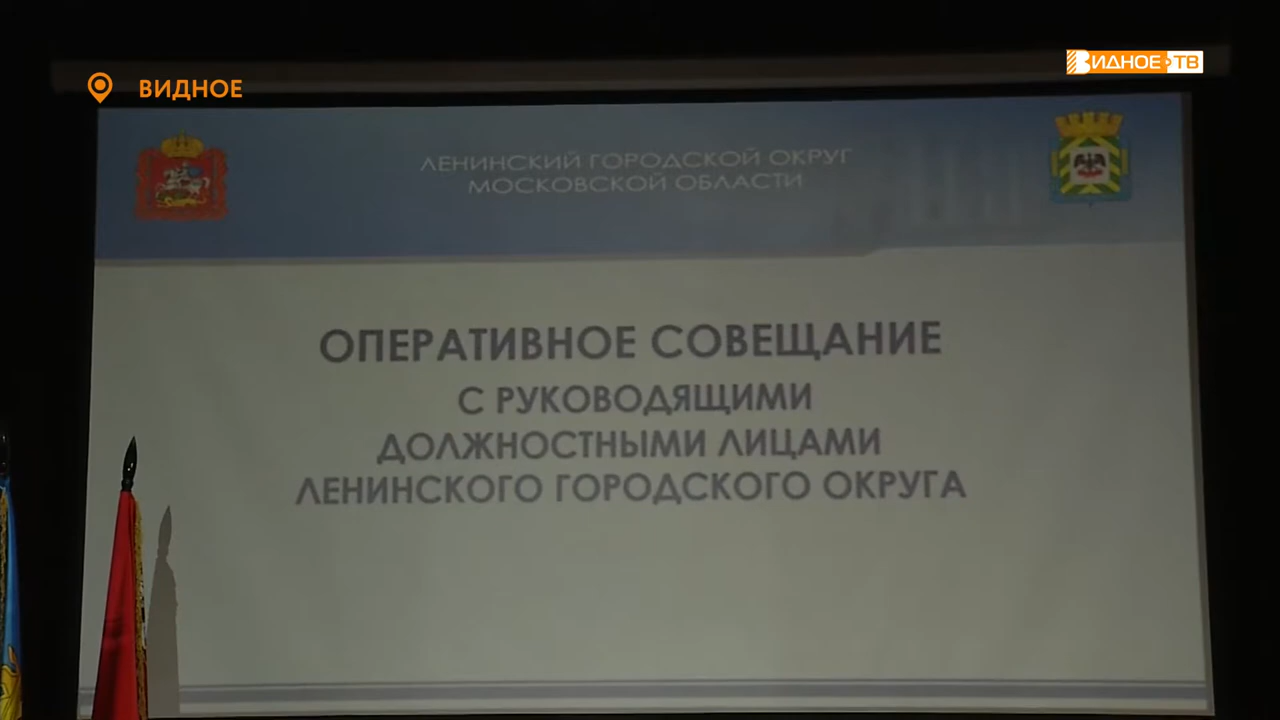 ВИДНОЕ
ВИДНОЕ ТВ
ЛЕНИНСКИЙ ГОРОДСКОЙ ОКРУГ
МОСКОВСКОЙ ОБЛАСТИ
ОПЕРАТИВНОЕ СОВЕЩАНИЕ
С РУКОВОДЯЩИМИ
ДОЛЖНОСТНЫМИ ЛИЦАМИ
ЛЕНИНСКОГО ГОРОДСКОГО ОКРУГА